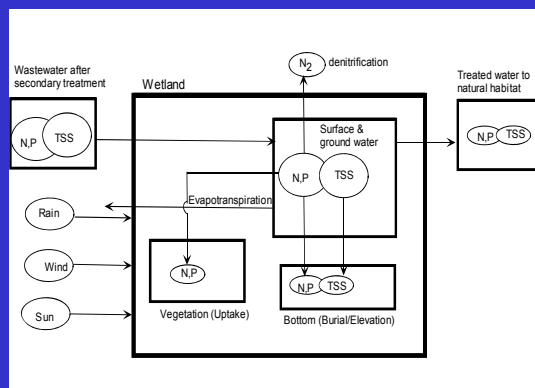 Wastewater after
secondary treatment
N,P
TSS
Wetland
N2
denitrification
Treated water to
natural habitat
N,P
TSS
Surface &
ground water
N,P
TSS
Evapotranspiration
Rain
Wind
Sun
N,P
Vegetation (Uptake)
N,P
TSS
Bottom (Burial/Elevation)